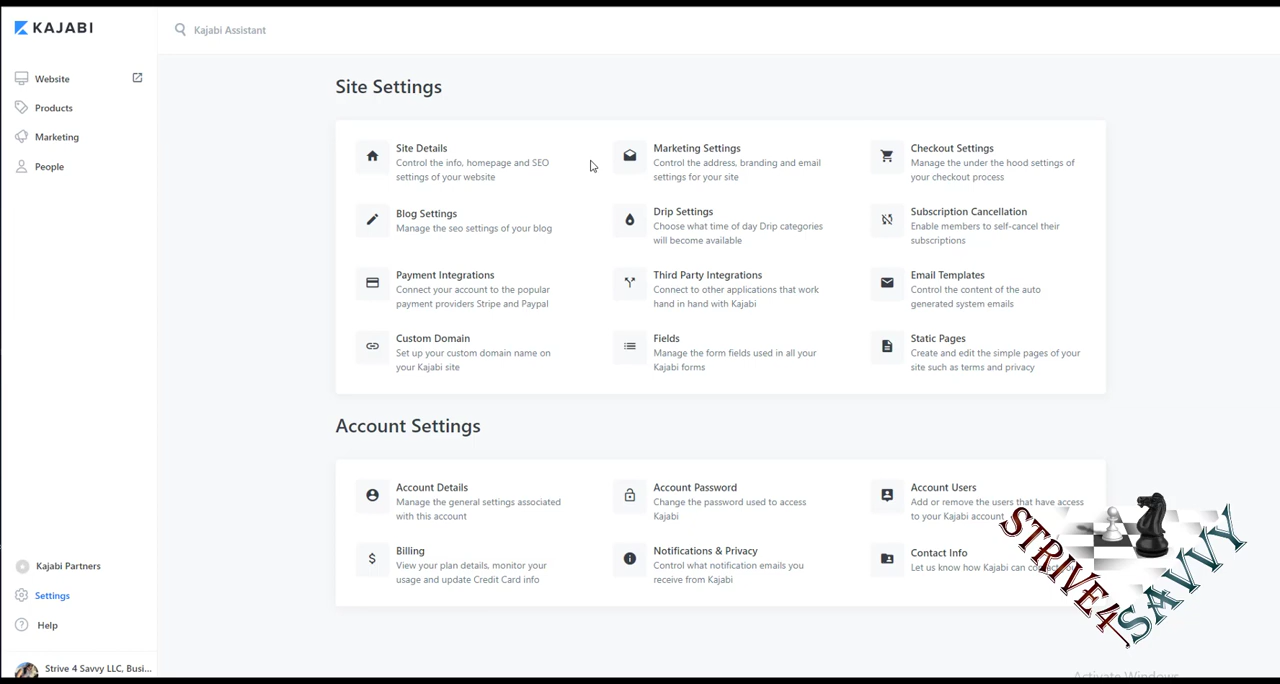 KAJABI
Kajabi Assistant
Website
Products
Marketing
People
Kajabi Partners
Settings
Help
Strive 4 Savvy LLC, Busi...
Site Settings
Site Details
Control the info, homepage and SEO
settings of your website
Marketing Settings
Control the address, branding and email
settings for your site
Checkout Settings
Manage the under the hood settings of
your checkout process
Blog Settings
Manage the seo settings of your blog
Drip Settings
Choose what time of day Drip categories
will become available
Subscription Cancellation
Enable members to self-cancel their
subscriptions
Payment Integrations
Connect your account to the popular
payment providers Stripe and Paypal
Third Party Integrations
Connect to other applications that work
hand in hand with Kajabi
Email Templates
Control the content of the auto
generated system emails
Custom Domain
Set up your custom domain name on
your Kajabi site
Fields
Manage the form fields used in all your
Kajabi forms
Static Pages
Create and edit the simple pages of your
site such as terms and privacy
Account Settings
Account Details
Manage the general settings associated
with this account
Account Password
Change the password used to access
Kajabi
Account Users
Add or remove the users that have access
to your Kajabi account
Billing
View your plan details, monitor your
usage and update Credit Card info
Notifications & Privacy
Control what notification emails you
receive from Kajabi
Contact Info
Let us know how Kajabi can
STRIVE4
SAVVY
Activate Windows